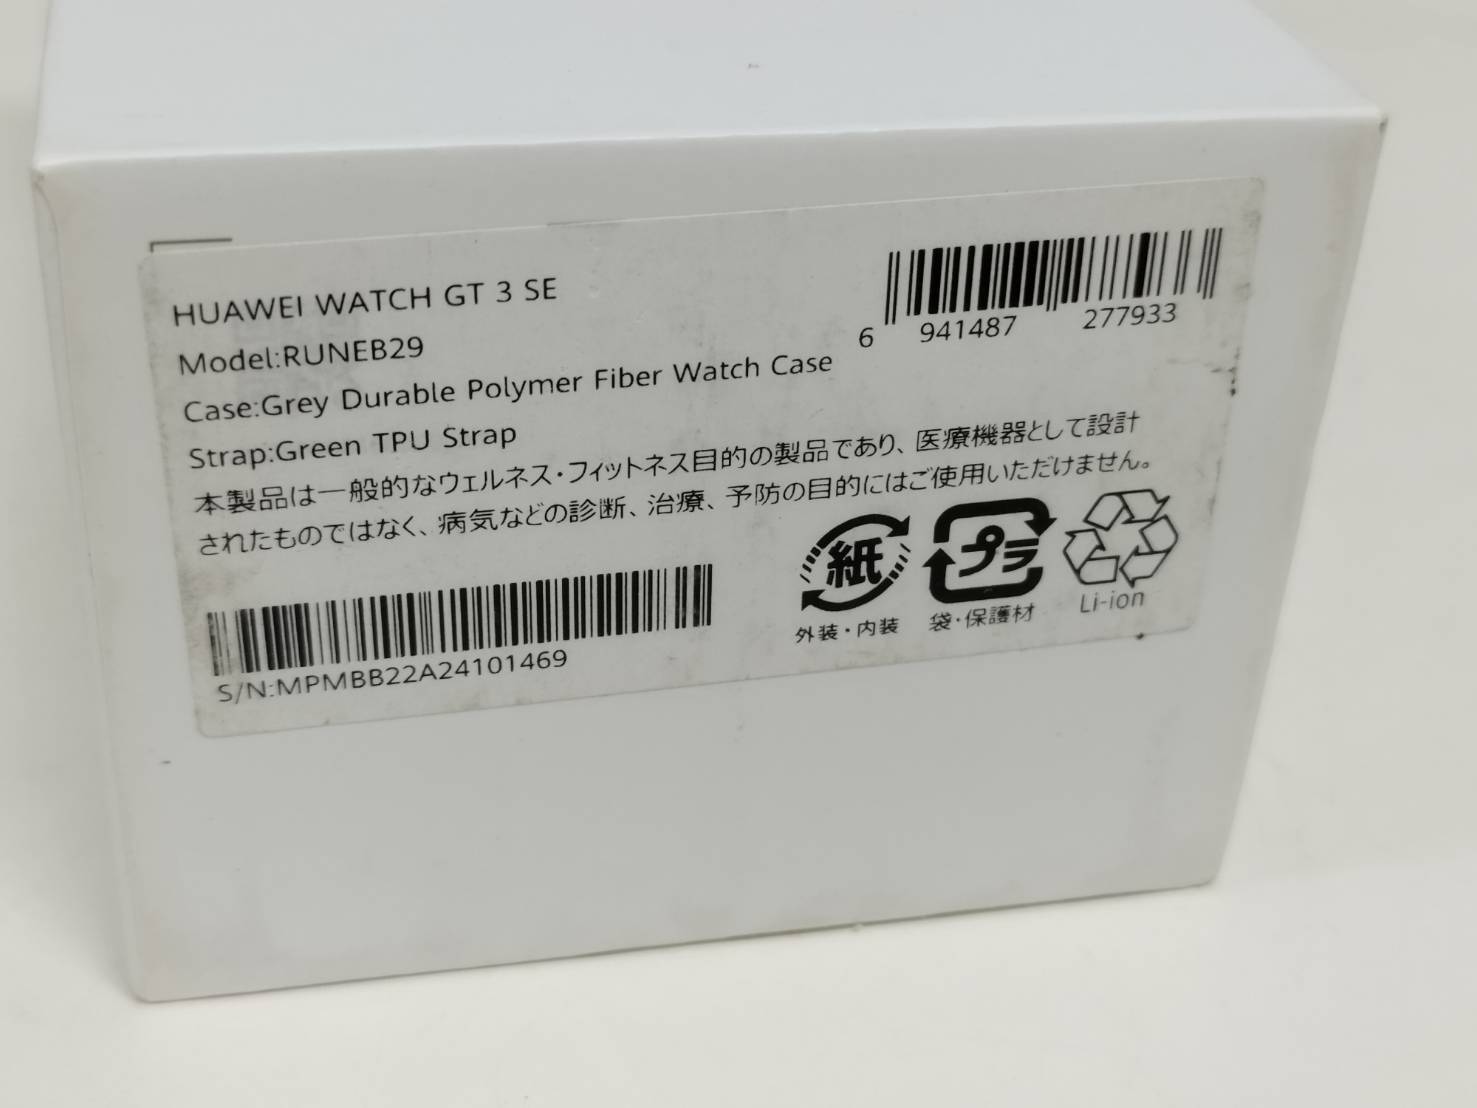 HUAWEI WATCH GT 3 SE
Model:RUNEB29
Case:Grey Durable Polymer Fiber Watch Case
Strap:Green TPU Strap
6 941487 277933
本製品は一般的なウェルネス・フィットネス目的の製品であり、医療機器として設計
されたものではなく、病気などの診断、治療、予防の目的にはご使用いただけません。
紙
外装・内装
プラ
袋・保護材
Li-ion
S/N:MPMBB22A24101469